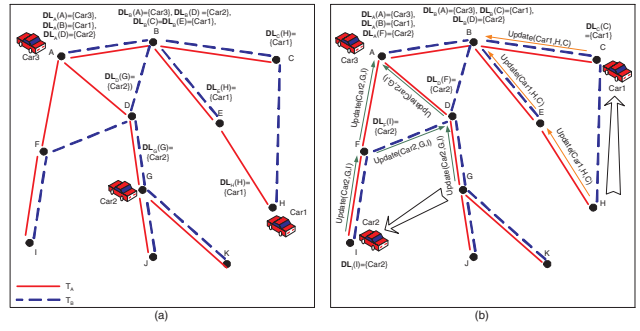 DL_A(A)={Car3},
DL_A(B)={Car1},
DL_A(D)={Car2}
Car3
A
DL_B(A)={Car3}, DL_B(D) ={Car2},
DL_B(C)=DL_B(E)={Car1},
B
DL_C(H)=
{Car1}
C
DL_D(G)=
{Car2})
D
DL_E(H)=
{Car1}
E
F
DL_G(G)=
{Car2}
G
Car2
DL_H(H)=
{Car1}
H
Car1
I
J
K
T_A
T_B
(a)
DL_A(A)={Car3},
DL_A(B)={Car1},
DL_A(F)={Car2}
Car3
A
DL_B(A)={Car3}, DL_B(C)={Car1},
DL_B(D)={Car2}
B
DL_C(C)
={Car1}
C
Car1
Update(Car1,H,C)
Update(Car1,H,C)
Update(Car1,H,C)
DL_D(F)=
{Car2}
D
Update(Car2,G,I)
Update(Car2,G,I)
E
F
DL_F(I)=
{Car2}
Update(Car2,G,I)
Update(Car2,G,I)
Update(Car2,G,I)
G
H
Car2
I
DL_I(I)={Car2}
J
K
(b)